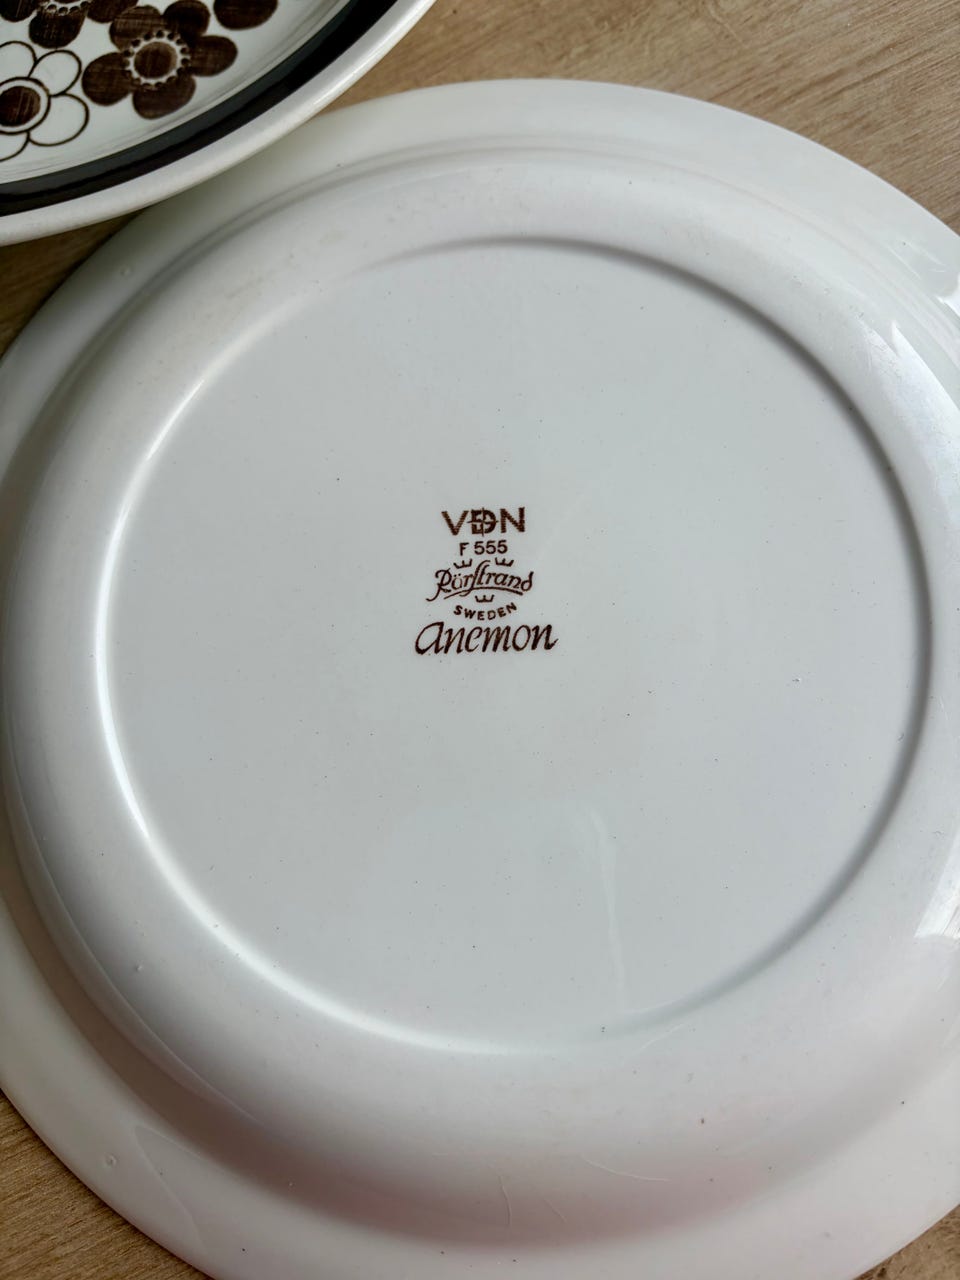 VDN
F 555
Rörstrand
SWEDEN
anemon